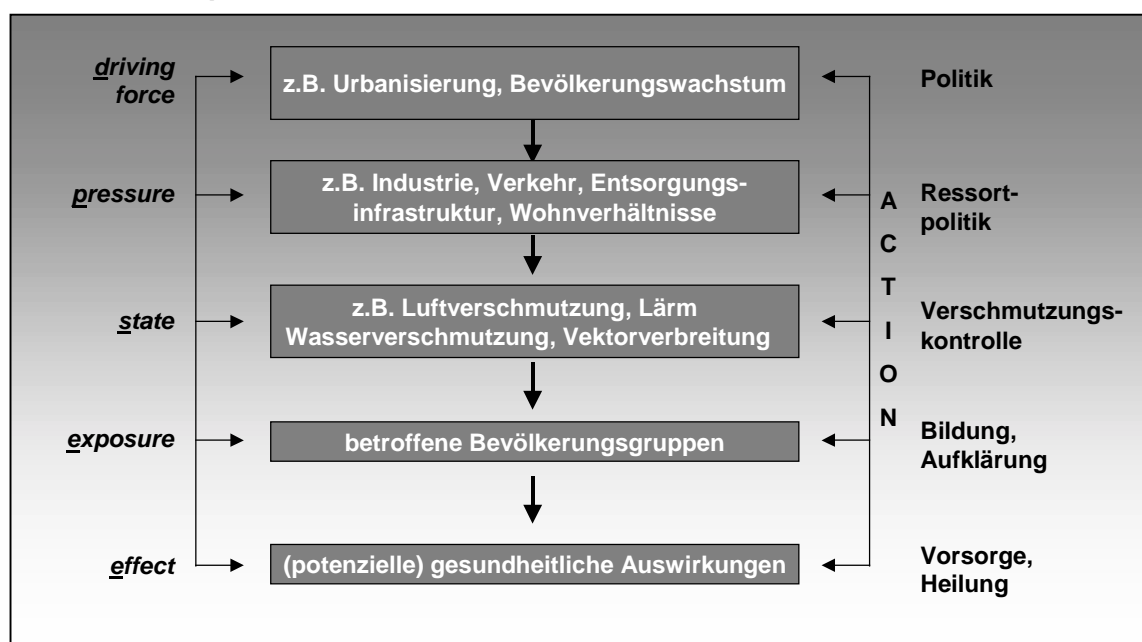 driving
force
z.B. Urbanisierung, Bevölkerungswachstum
Politik
pressure
z.B. Industrie, Verkehr, Entsorgungs-
infrastruktur, Wohnverhältnisse
Ressort-
politik
state
z.B. Luftverschmutzung, Lärm
Wasserverschmutzung, Vektorverbreitung
Verschmutzungs-
kontrolle
exposure
betroffene Bevölkerungsgruppen
Bildung,
Aufklärung
effect
(potenzielle) gesundheitliche Auswirkungen
Vorsorge,
Heilung
A
C
T
I
O
N